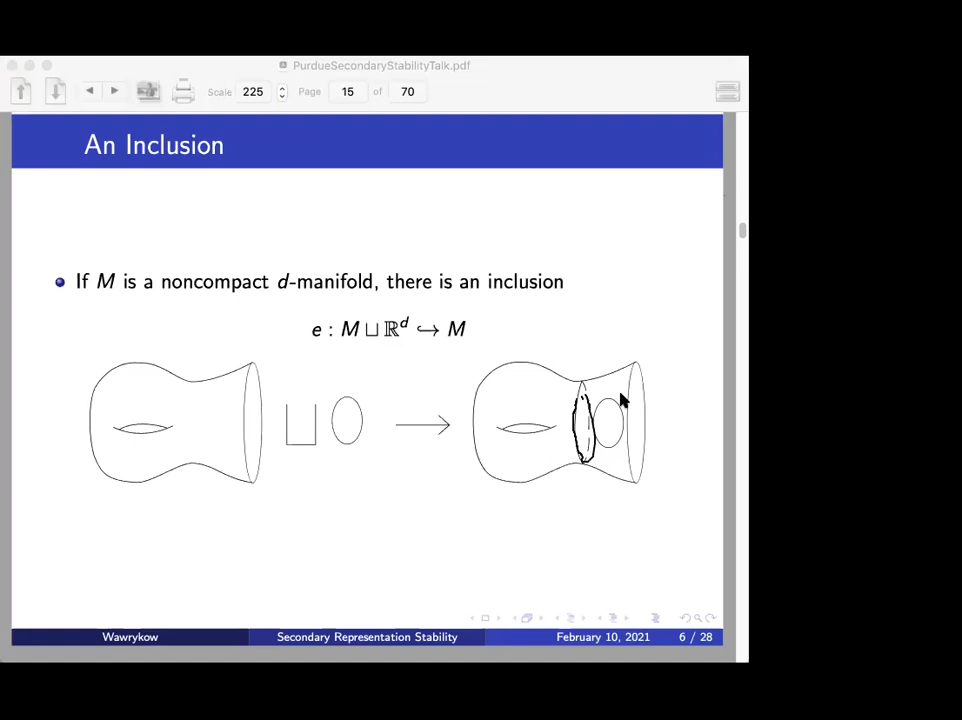 PurdueSecondaryStabilityTalk.pdf
Scale 225 Page 15 of 70
An Inclusion
If M is a noncompact d-manifold, there is an inclusion
e : M ⊔ ℝᵈ ↪ M
⊔
Wawrykow Secondary Representation Stability February 10, 2021 6 / 28